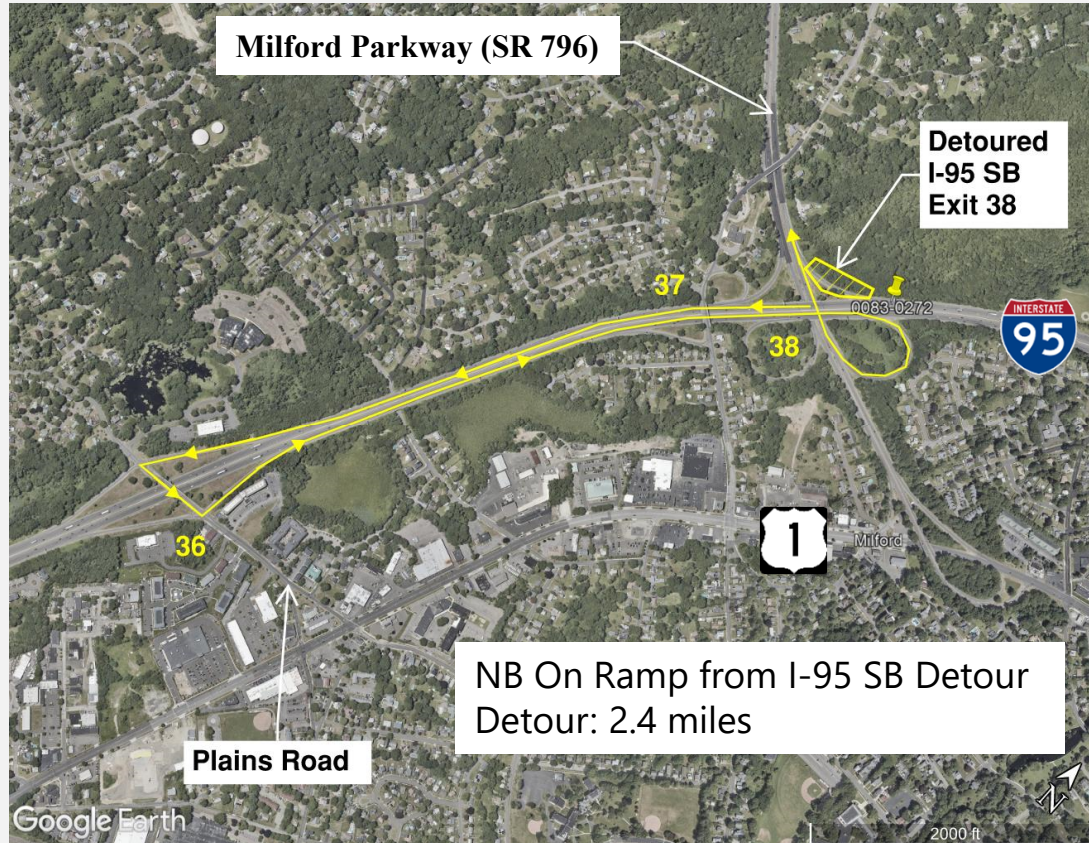 Milford Parkway (SR 796)
Detoured
I-95 SB
Exit 38
37
0083-0272
INTERSTATE
95
38
36
1
Milford
NB On Ramp from I-95 SB Detour
Detour: 2.4 miles
Plains Road
N
Google Earth
2000 ft